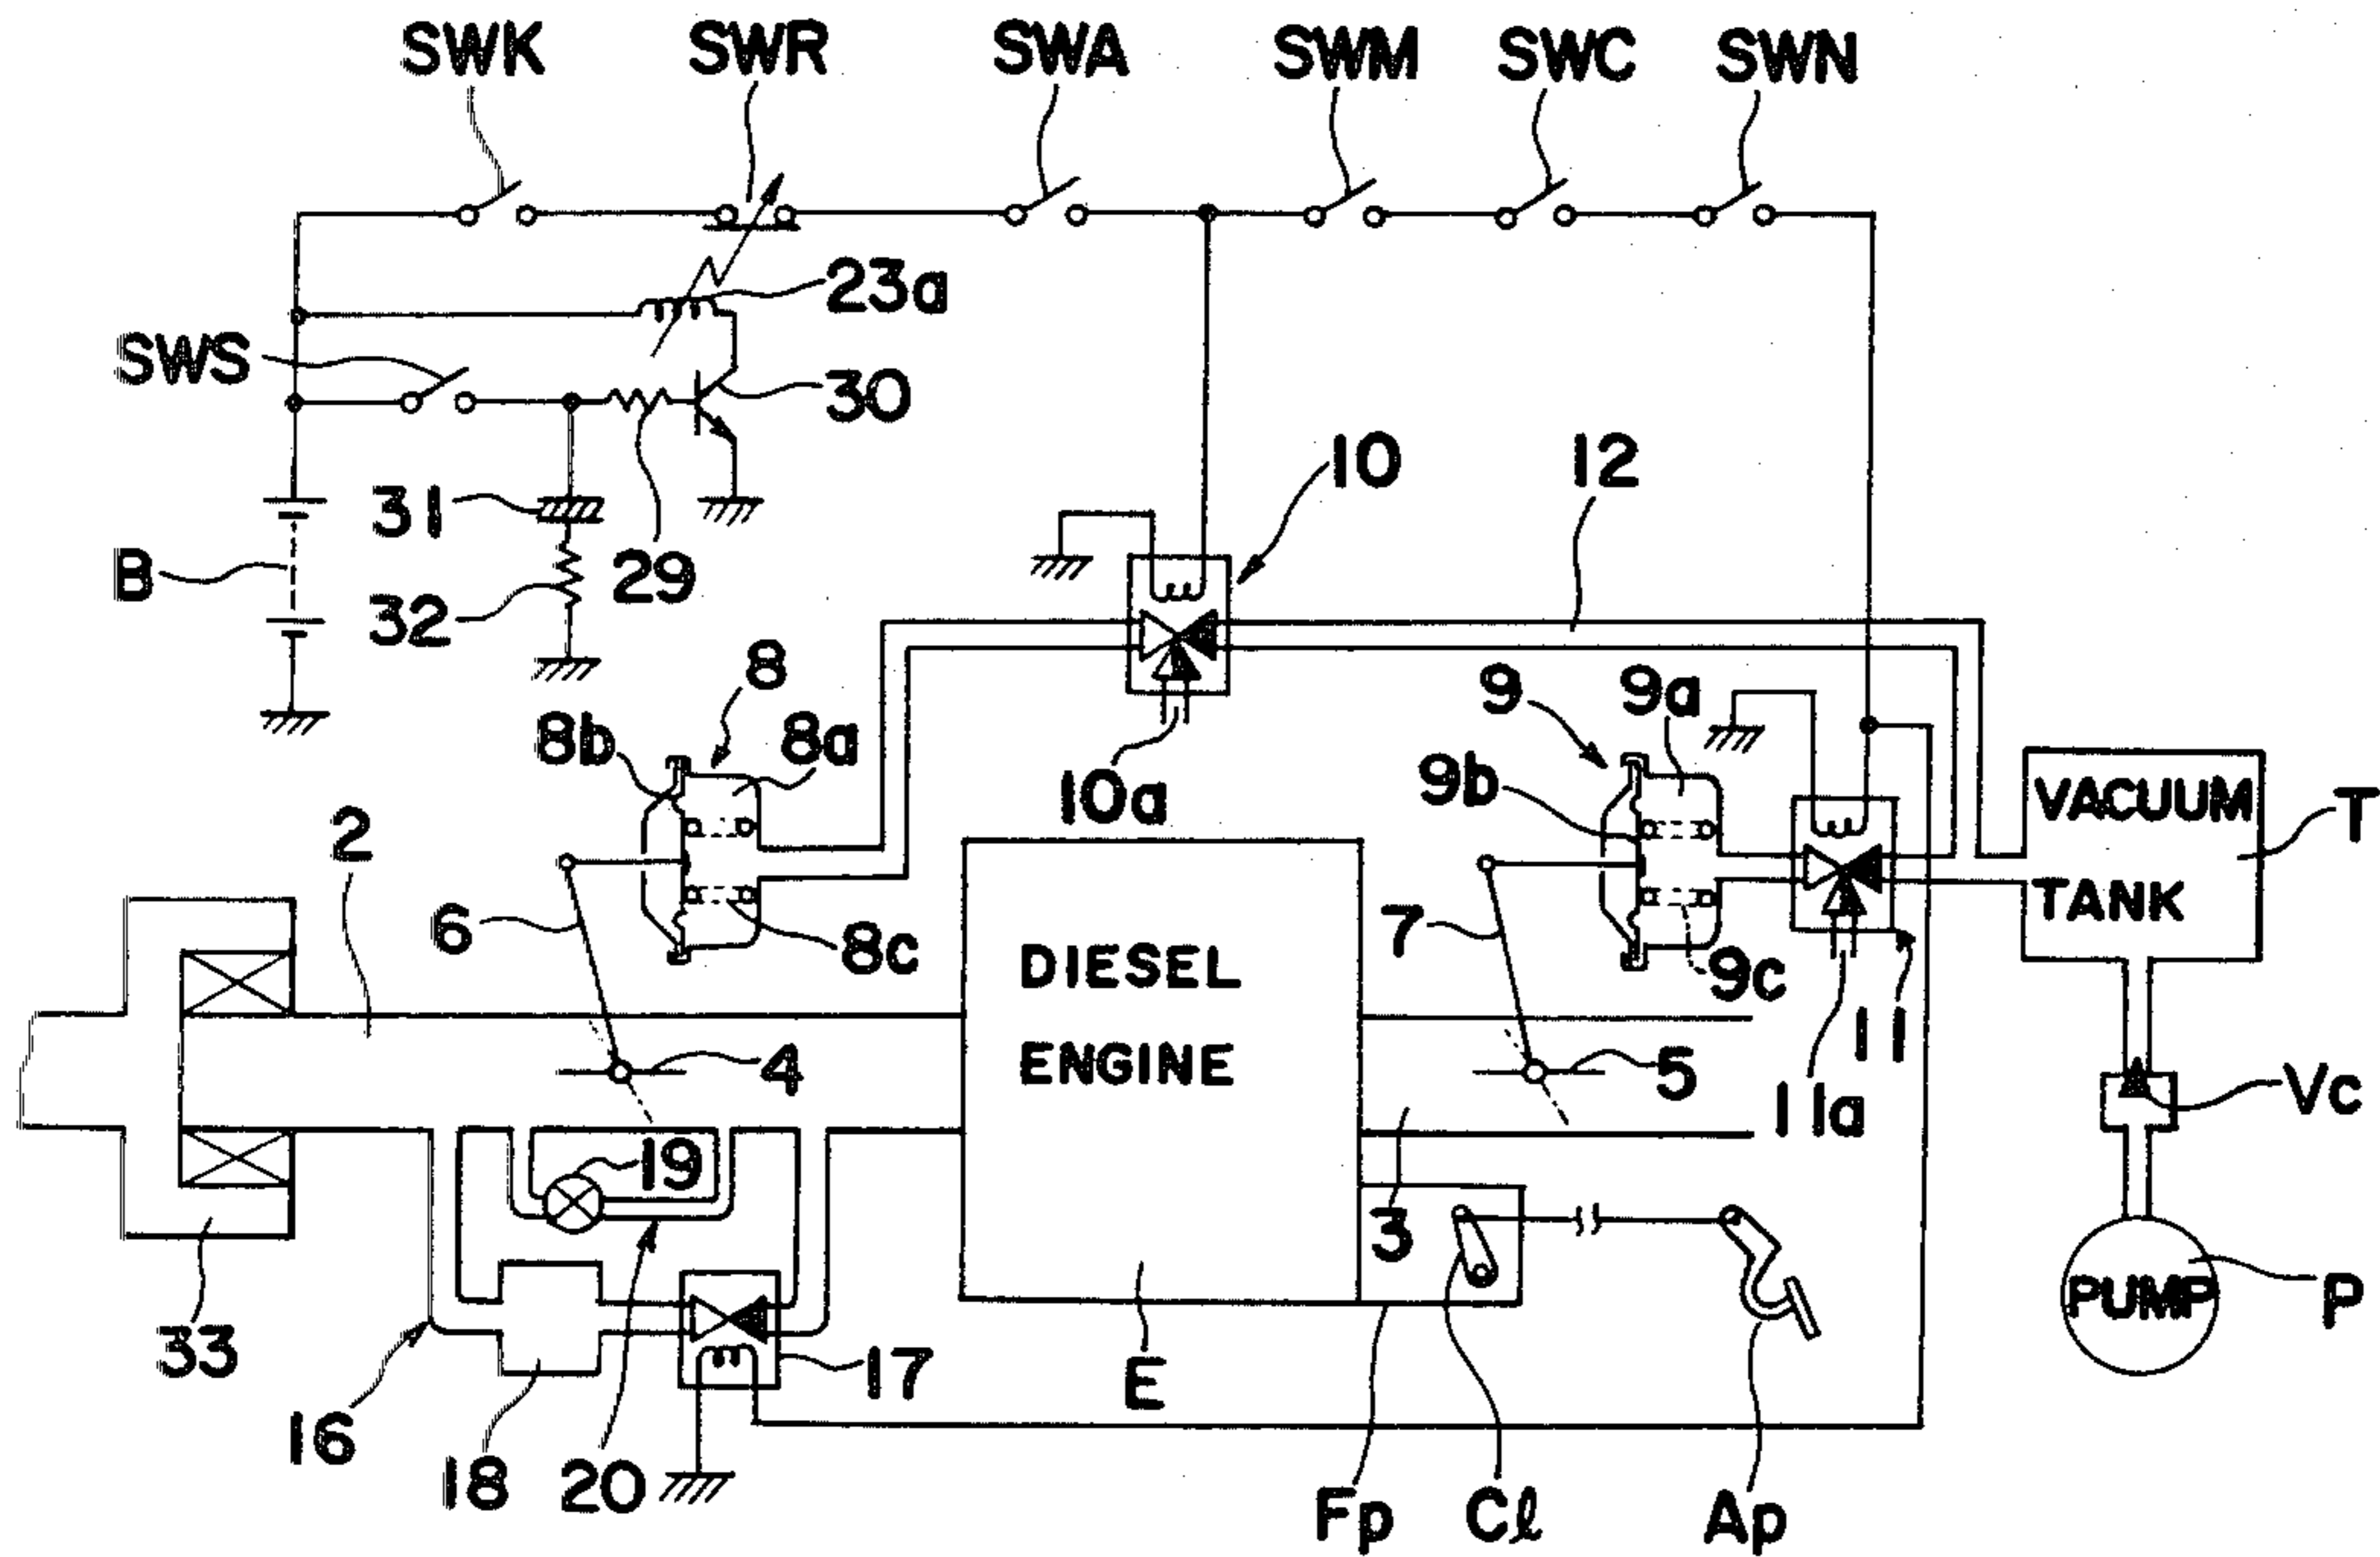 SWK SWR SWA SWM SWC SWN
23a
SWS
30
10 12
31
B 29
32
8 9 9a
8b 8a
9b
10a
VACUUM T
2
TANK
6 7
8c 9c
DIESEL
11
ENGINE
4 5
Vc
11a
19
3
PUMP P
33
17
E
16
18 20
Fp Cℓ Ap